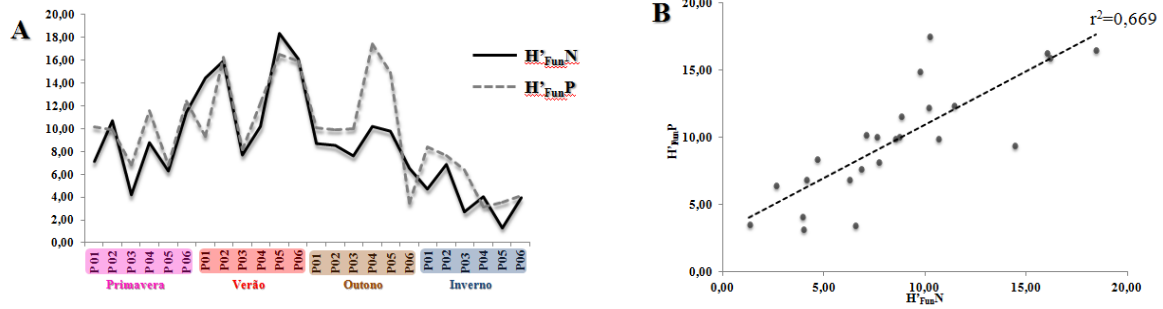 A
20,00
18,00
16,00
14,00
12,00
10,00
8,00
6,00
4,00
2,00
0,00
H’FunN
H’FunP
P01 P02 P03 P04 P05 P06 P01 P02 P03 P04 P05 P06 P01 P02 P03 P04 P05 P06 P01 P02 P03 P04 P05 P06
Primavera Verão Outono Inverno
B
r²=0,669
20,00
15,00
10,00
5,00
0,00
H’FunP
5,00 10,00 15,00 20,00
H’FunN